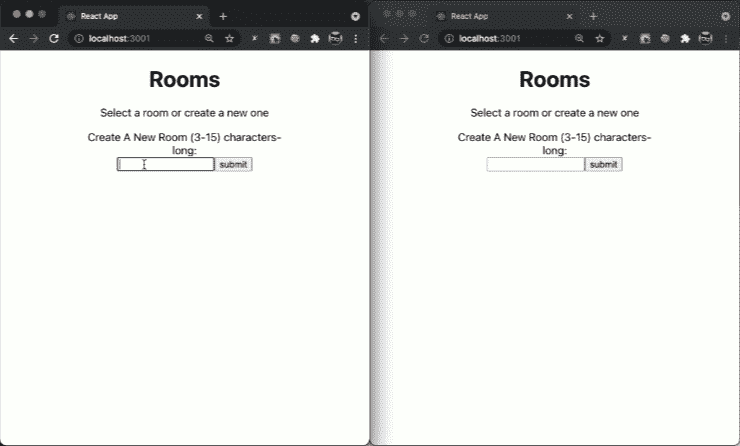 React App
localhost:3001
Rooms
Select a room or create a new one
Create A New Room (3-15) characters-
long:
submit
React App
localhost:3001
Rooms
Select a room or create a new one
Create A New Room (3-15) characters-
long:
submit